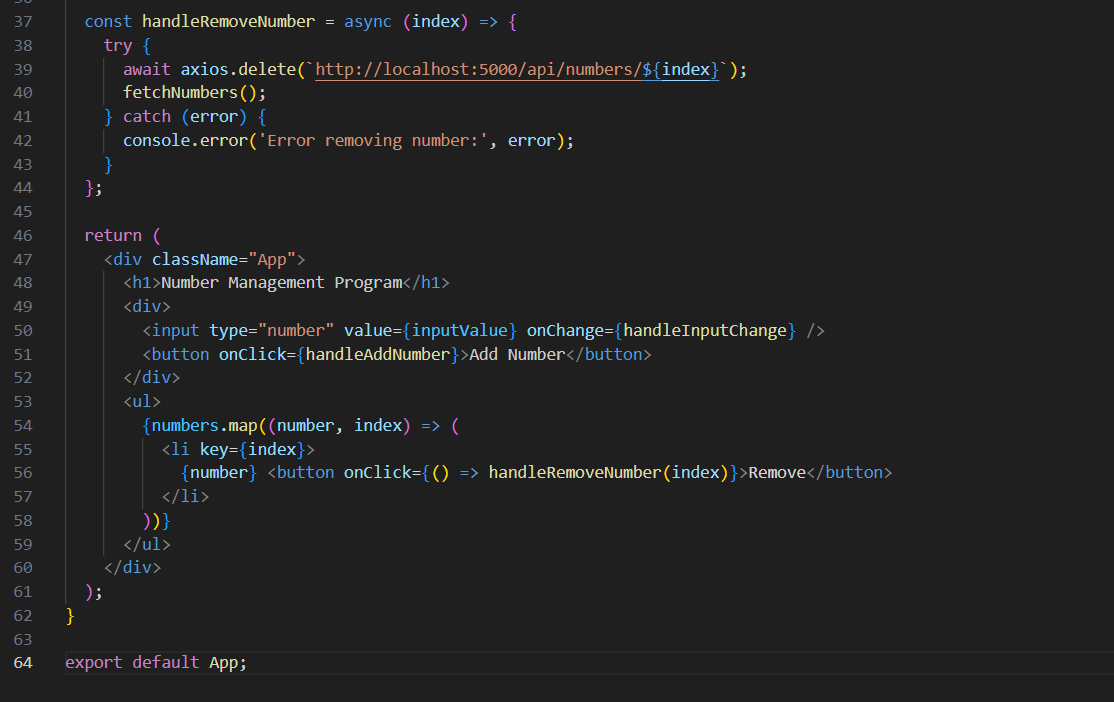 36
37 const handleRemoveNumber = async (index) => {
38 try {
39 await axios.delete(`http://localhost:5000/api/numbers/${index}`);
40 fetchNumbers();
41 } catch (error) {
42 console.error('Error removing number:', error);
43 }
44 };
45
46 return (
47 <div className="App">
48 <h1>Number Management Program</h1>
49 <div>
50 <input type="number" value={inputValue} onChange={handleInputChange} />
51 <button onClick={handleAddNumber}>Add Number</button>
52 </div>
53 <ul>
54 {numbers.map((number, index) => (
55 <li key={index}>
56 {number} <button onClick={() => handleRemoveNumber(index)}>Remove</button>
57 </li>
58 ))}
59 </ul>
60 </div>
61 );
62 }
63
64 export default App;